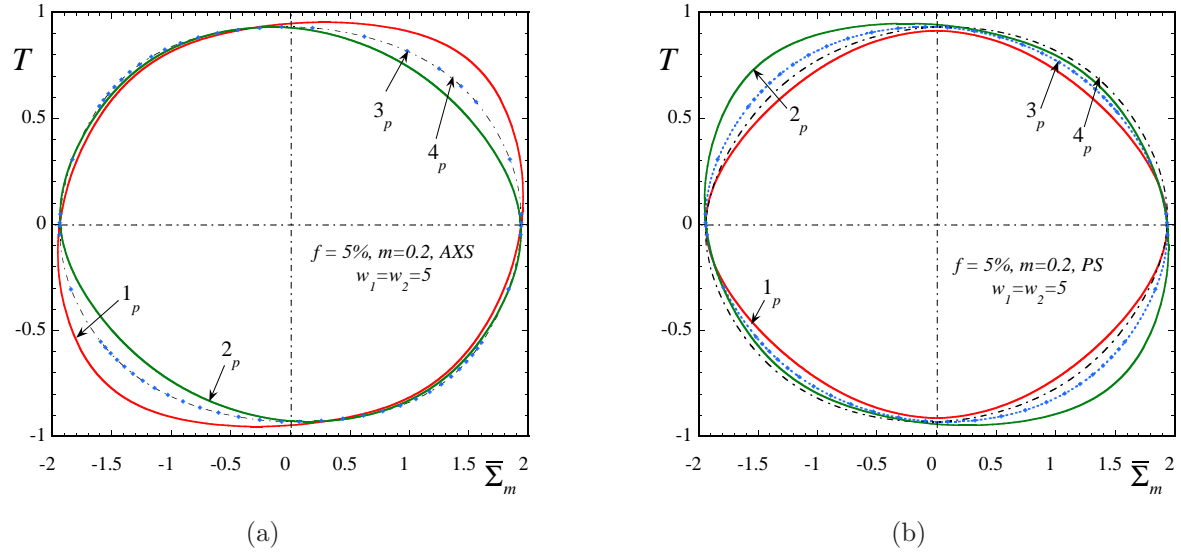 1
T
0.5
0
-0.5
-1
3p
4p
f = 5%, m=0.2, AXS
w1=w2=5
1p
2p
-2 -1.5 -1 -0.5 0 0.5 1 1.5 2
Σ̅m
(a)
1
T
0.5
0
-0.5
-1
2p
3p
4p
f = 5%, m=0.2, PS
w1=w2=5
1p
-2 -1.5 -1 -0.5 0 0.5 1 1.5 2
Σ̅m
(b)